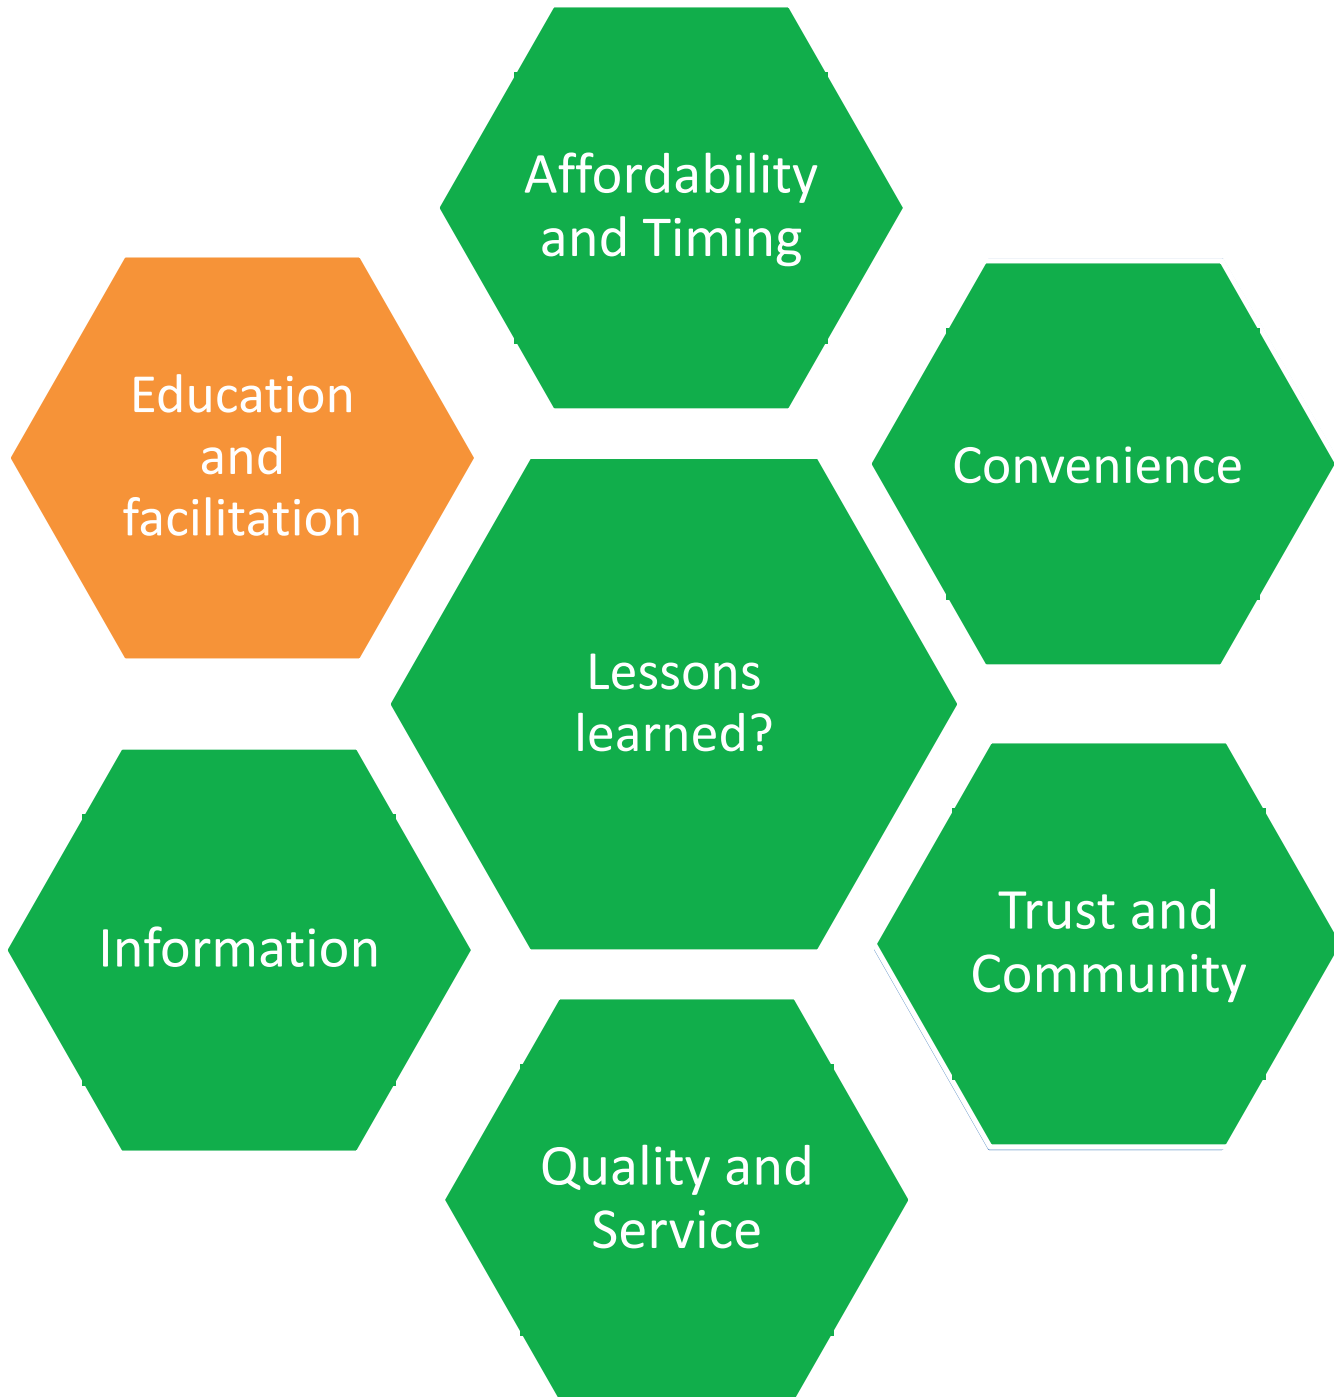 Affordability
and Timing
Education
and
facilitation
Convenience
Lessons
learned?
Information
Trust and
Community
Quality and
Service